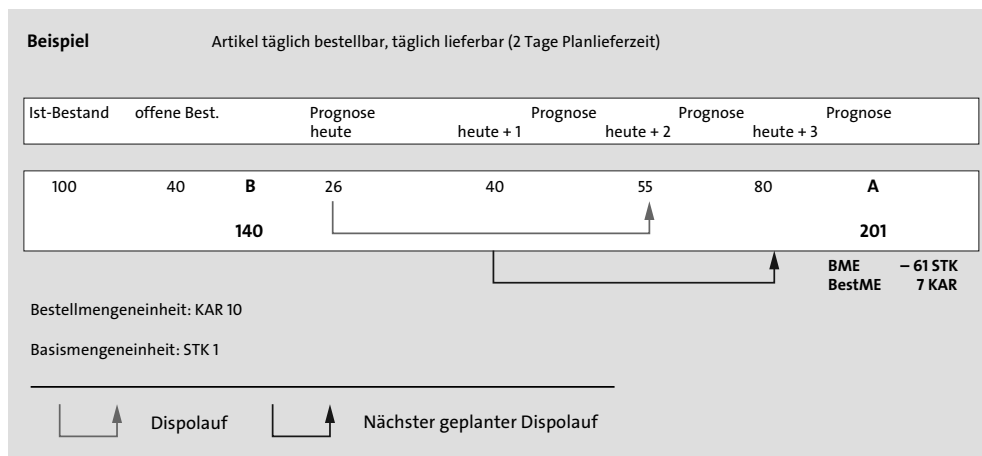 Beispiel Artikel täglich bestellbar, täglich lieferbar (2 Tage Planlieferzeit)
Ist-Bestand offene Best. Prognose Prognose Prognose Prognose
heute heute + 1 heute + 2 heute + 3
100 40 B 26 40 55 80 A
140 201
BME – 61 STK
BestME 7 KAR
Bestellmengeneinheit: KAR 10
Basismengeneinheit: STK 1
Dispolauf Nächster geplanter Dispolauf